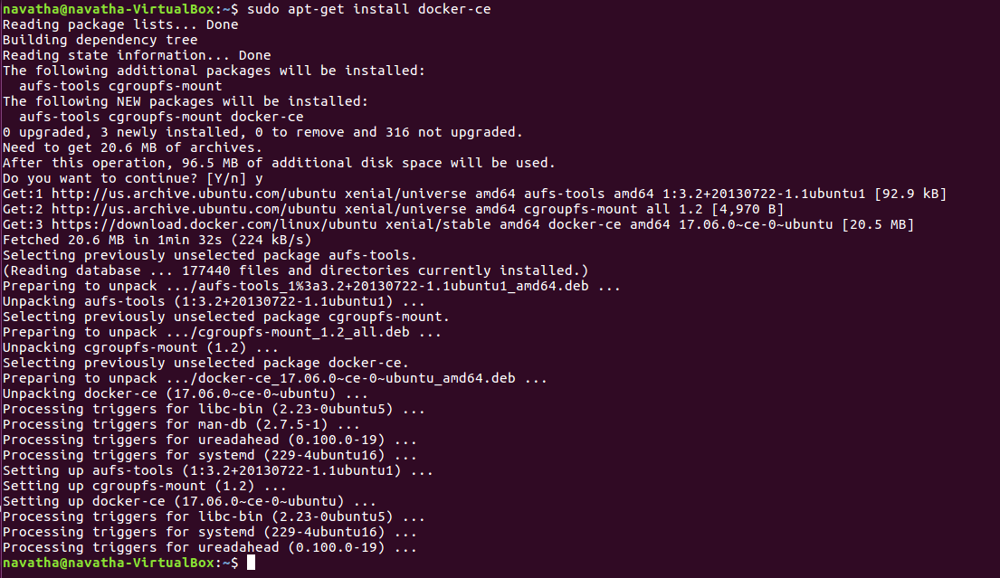 navatha@navatha-VirtualBox:~$ sudo apt-get install docker-ce
Reading package lists... Done
Building dependency tree
Reading state information... Done
The following additional packages will be installed:
  aufs-tools cgroupfs-mount
The following NEW packages will be installed:
  aufs-tools cgroupfs-mount docker-ce
0 upgraded, 3 newly installed, 0 to remove and 316 not upgraded.
Need to get 20.6 MB of archives.
After this operation, 96.5 MB of additional disk space will be used.
Do you want to continue? [Y/n] y
Get:1 http://us.archive.ubuntu.com/ubuntu xenial/universe amd64 aufs-tools amd64 1:3.2+20130722-1.1ubuntu1 [92.9 kB]
Get:2 http://us.archive.ubuntu.com/ubuntu xenial/universe amd64 cgroupfs-mount all 1.2 [4,970 B]
Get:3 https://download.docker.com/linux/ubuntu xenial/stable amd64 docker-ce amd64 17.06.0~ce-0~ubuntu [20.5 MB]
Fetched 20.6 MB in 1min 32s (224 kB/s)
Selecting previously unselected package aufs-tools.
(Reading database ... 177440 files and directories currently installed.)
Preparing to unpack .../aufs-tools_1%3a3.2+20130722-1.1ubuntu1_amd64.deb ...
Unpacking aufs-tools (1:3.2+20130722-1.1ubuntu1) ...
Selecting previously unselected package cgroupfs-mount.
Preparing to unpack .../cgroupfs-mount_1.2_all.deb ...
Unpacking cgroupfs-mount (1.2) ...
Selecting previously unselected package docker-ce.
Preparing to unpack .../docker-ce_17.06.0~ce-0~ubuntu_amd64.deb ...
Unpacking docker-ce (17.06.0~ce-0~ubuntu) ...
Processing triggers for libc-bin (2.23-0ubuntu5) ...
Processing triggers for man-db (2.7.5-1) ...
Processing triggers for ureadahead (0.100.0-19) ...
Processing triggers for systemd (229-4ubuntu16) ...
Setting up aufs-tools (1:3.2+20130722-1.1ubuntu1) ...
Setting up cgroupfs-mount (1.2) ...
Setting up docker-ce (17.06.0~ce-0~ubuntu) ...
Processing triggers for libc-bin (2.23-0ubuntu5) ...
Processing triggers for systemd (229-4ubuntu16) ...
Processing triggers for ureadahead (0.100.0-19) ...
navatha@navatha-VirtualBox:~$